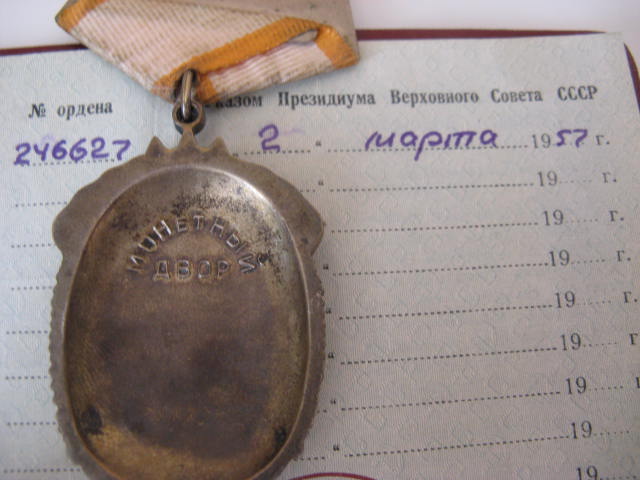 № ордена
казом Президиума Верховного Совета СССР
246627 2 " марта 1957 г.
" 19 г.
19 г.
" 19 г.
" 19 г.
" 19 г
" 19
" 19
19
МОНЕТНЫЙ
ДВОР